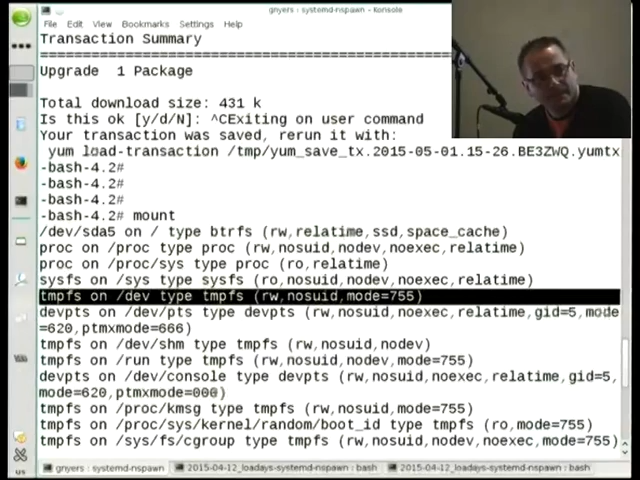 gnyers : systemd-nspawn - Konsole
File Edit View Bookmarks Settings Help
Transaction Summary
================================================
Upgrade  1 Package
Total download size: 431 k
Is this ok [y/d/N]: ^CExiting on user command
Your transaction was saved, rerun it with:
yum load-transaction /tmp/yum_save_tx.2015-05-01.15-26.BE3ZWQ.yumtx
-bash-4.2#
-bash-4.2#
-bash-4.2#
-bash-4.2# mount
/dev/sda5 on / type btrfs (rw,relatime,ssd,space_cache)
proc on /proc type proc (rw,nosuid,nodev,noexec,relatime)
proc on /proc/sys type proc (ro,relatime)
sysfs on /sys type sysfs (ro,nosuid,nodev,noexec,relatime)
tmpfs on /dev type tmpfs (rw,nosuid,mode=755)
devpts on /dev/pts type devpts (rw,nosuid,noexec,relatime,gid=5,mode
=620,ptmxmode=666)
tmpfs on /dev/shm type tmpfs (rw,nosuid,nodev)
tmpfs on /run type tmpfs (rw,nosuid,nodev,mode=755)
devpts on /dev/console type devpts (rw,nosuid,noexec,relatime,gid=5,
mode=620,ptmxmode=000)
tmpfs on /proc/kmsg type tmpfs (rw,nosuid,mode=755)
tmpfs on /proc/sys/kernel/random/boot_id type tmpfs (ro,mode=755)
tmpfs on /sys/fs/cgroup type tmpfs (rw,nosuid,nodev,noexec,mode=755)
gnyers : systemd-nspawn
2015-04-12_loadays-systemd-nspawn : bash
2015-04-12_loadays-systemd-nspawn : bash
US